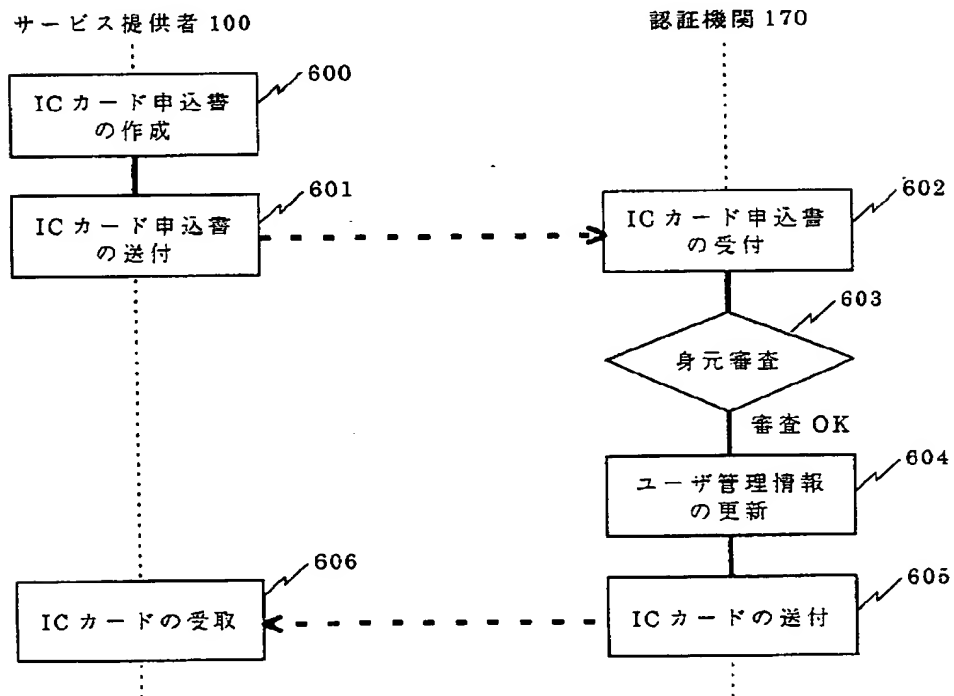 サービス提供者 100
認証機関 170
600
ICカード申込書
の作成
601
ICカード申込書
の送付
602
ICカード申込書
の受付
603
身元審査
審査 OK
604
ユーザ管理情報
の更新
605
ICカードの送付
606
ICカードの受取